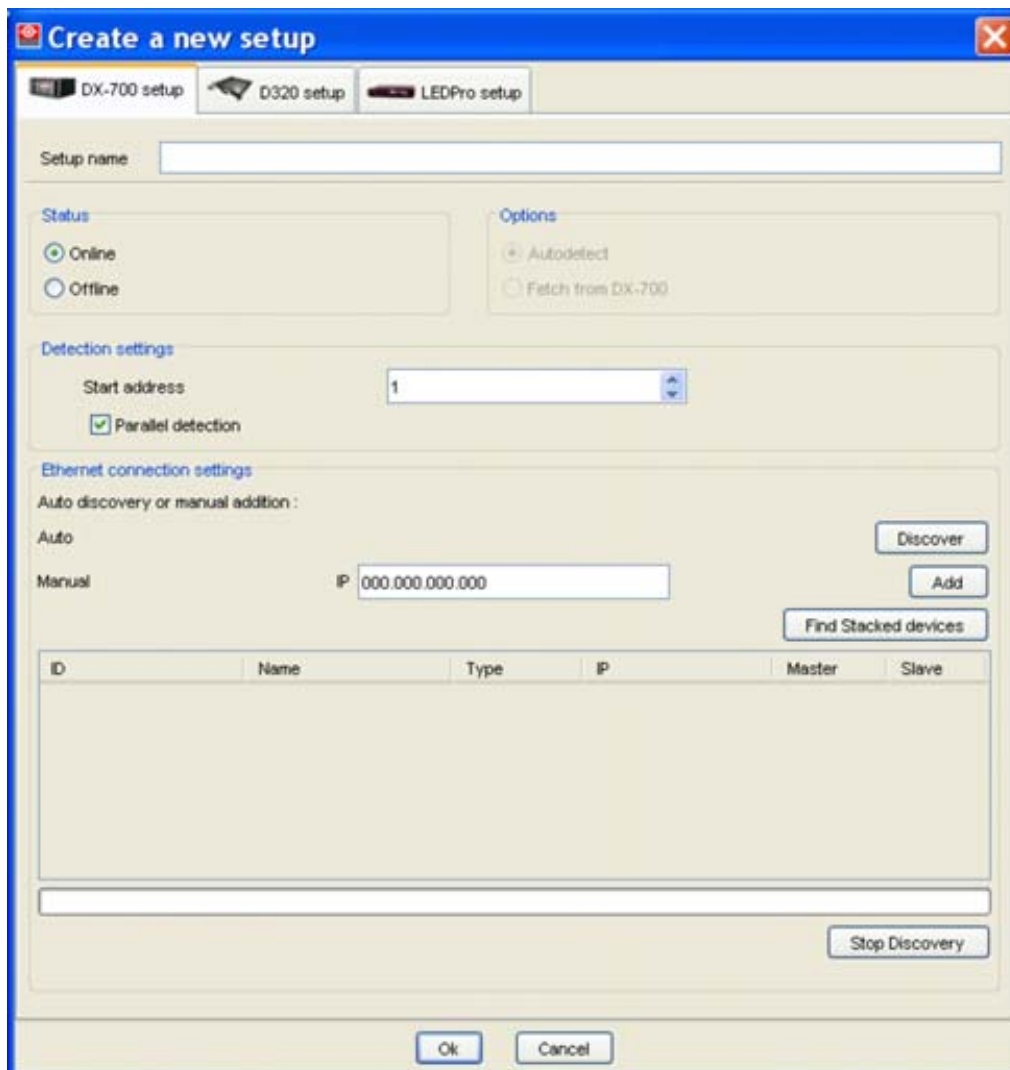 Create a new setup
DX-700 setup D320 setup LEDPro setup
Setup name
Status Options
Online Autodetect
Offline Fetch from DX-700
Detection settings
Start address 1
Parallel detection
Ethernet connection settings
Auto discovery or manual addition :
Auto Discover
Manual IP 000.000.000.000 Add
Find Stacked devices
ID Name Type IP Master Slave
Stop Discovery
Ok Cancel